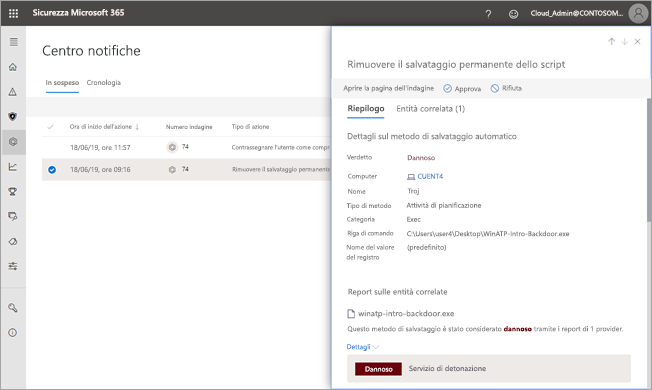 Sicurezza Microsoft 365
Cloud_Admin@CONTOSOM...
Centro notifiche
In sospeso Cronologia
Ora di inizio dell'azione ↓ Numero indagine Tipo di azione
18/06/19, ore 11:57 74 Contrassegnare l'utente come compr
18/06/19, ore 09:16 74 Rimuovere il salvataggio permanente
Rimuovere il salvataggio permanente dello script
Aprire la pagina dell'indagine Approva Rifiuta
Riepilogo Entità correlata (1)
Dettagli sul metodo di salvataggio automatico
Verdetto Dannoso
Computer CUENT4
Nome Troj
Tipo di metodo Attività di pianificazione
Categoria Exec
Riga di comando C:\Users\user4\Desktop\WinATP-Intro-Backdoor.exe
Nome del valore (predefinito)
del registro
Report sulle entità correlate
winatp-intro-backdoor.exe
Questo metodo di salvataggio è stato considerato dannoso tramite i report di 1 provider.
Dettagli
Dannoso Servizio di detonazione